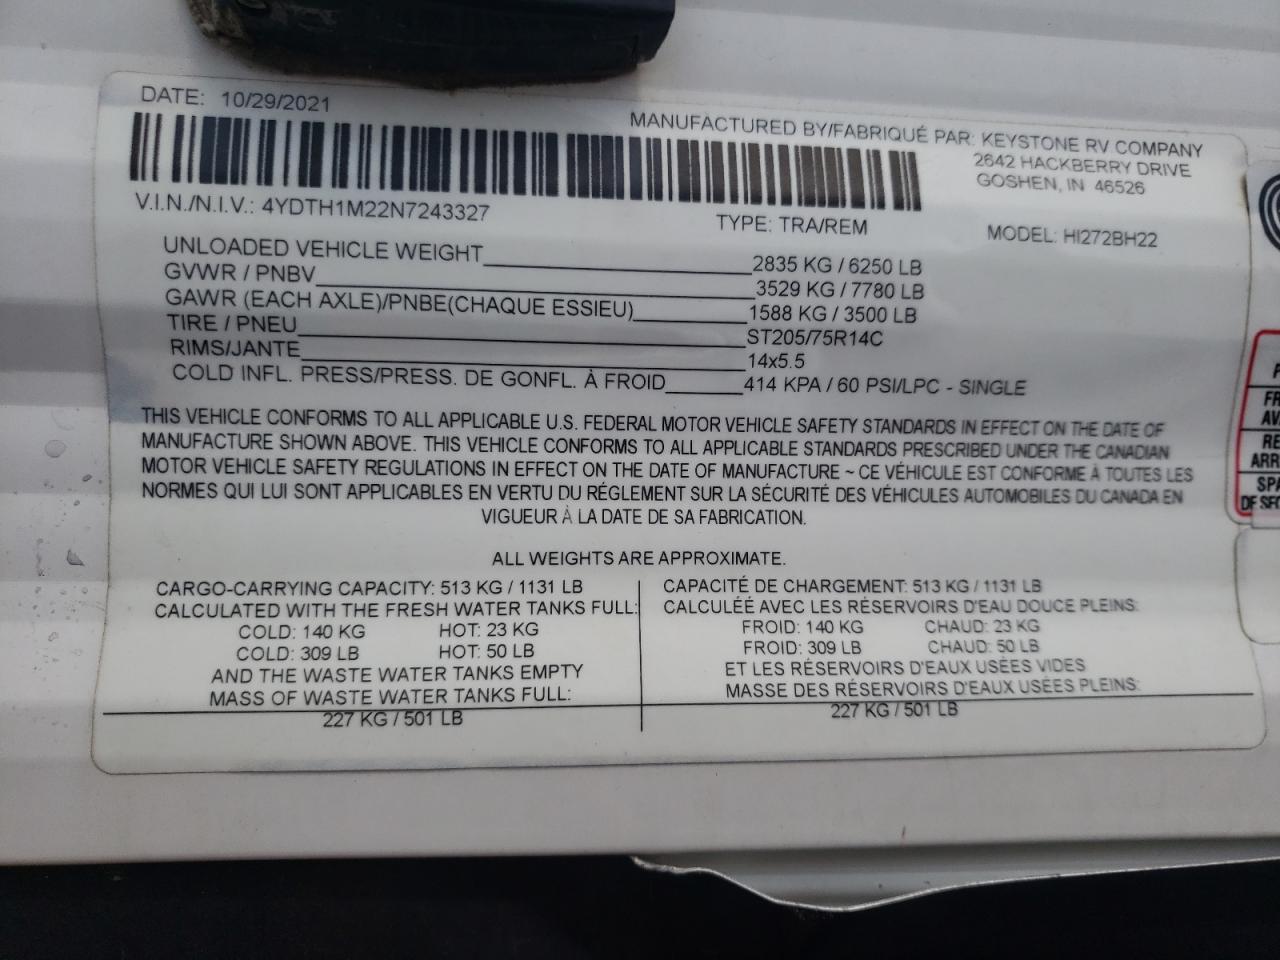 DATE: 10/29/2021
MANUFACTURED BY/FABRIQUÉ PAR: KEYSTONE RV COMPANY
2642 HACKBERRY DRIVE
GOSHEN, IN 46526
V.I.N./N.I.V.: 4YDTH1M22N7243327
TYPE: TRA/REM
MODEL: HI272BH22
UNLOADED VEHICLE WEIGHT 2835 KG / 6250 LB
GVWR / PNBV 3529 KG / 7780 LB
GAWR (EACH AXLE)/PNBE(CHAQUE ESSIEU) 1588 KG / 3500 LB
TIRE / PNEU ST205/75R14C
RIMS/JANTE 14x5.5
COLD INFL. PRESS/PRESS. DE GONFL. À FROID 414 KPA / 60 PSI/LPC - SINGLE
THIS VEHICLE CONFORMS TO ALL APPLICABLE U.S. FEDERAL MOTOR VEHICLE SAFETY STANDARDS IN EFFECT ON THE DATE OF
MANUFACTURE SHOWN ABOVE. THIS VEHICLE CONFORMS TO ALL APPLICABLE STANDARDS PRESCRIBED UNDER THE CANADIAN
MOTOR VEHICLE SAFETY REGULATIONS IN EFFECT ON THE DATE OF MANUFACTURE ~ CE VÉHICULE EST CONFORME À TOUTES LES
NORMES QUI LUI SONT APPLICABLES EN VERTU DU RÉGLEMENT SUR LA SÉCURITÉ DES VÉHICULES AUTOMOBILES DU CANADA EN
VIGUEUR À LA DATE DE SA FABRICATION.
ALL WEIGHTS ARE APPROXIMATE.
CARGO-CARRYING CAPACITY: 513 KG / 1131 LB
CALCULATED WITH THE FRESH WATER TANKS FULL:
COLD: 140 KG HOT: 23 KG
COLD: 309 LB HOT: 50 LB
AND THE WASTE WATER TANKS EMPTY
MASS OF WASTE WATER TANKS FULL:
227 KG / 501 LB
CAPACITÉ DE CHARGEMENT: 513 KG / 1131 LB
CALCULÉE AVEC LES RÉSERVOIRS D'EAU DOUCE PLEINS:
FROID: 140 KG CHAUD: 23 KG
FROID: 309 LB CHAUD: 50 LB
ET LES RÉSERVOIRS D'EAUX USÉES VIDES
MASSE DES RÉSERVOIRS D'EAUX USÉES PLEINS:
227 KG / 501 LB
FR
AV
RE
ARR
SPA
DE SEC